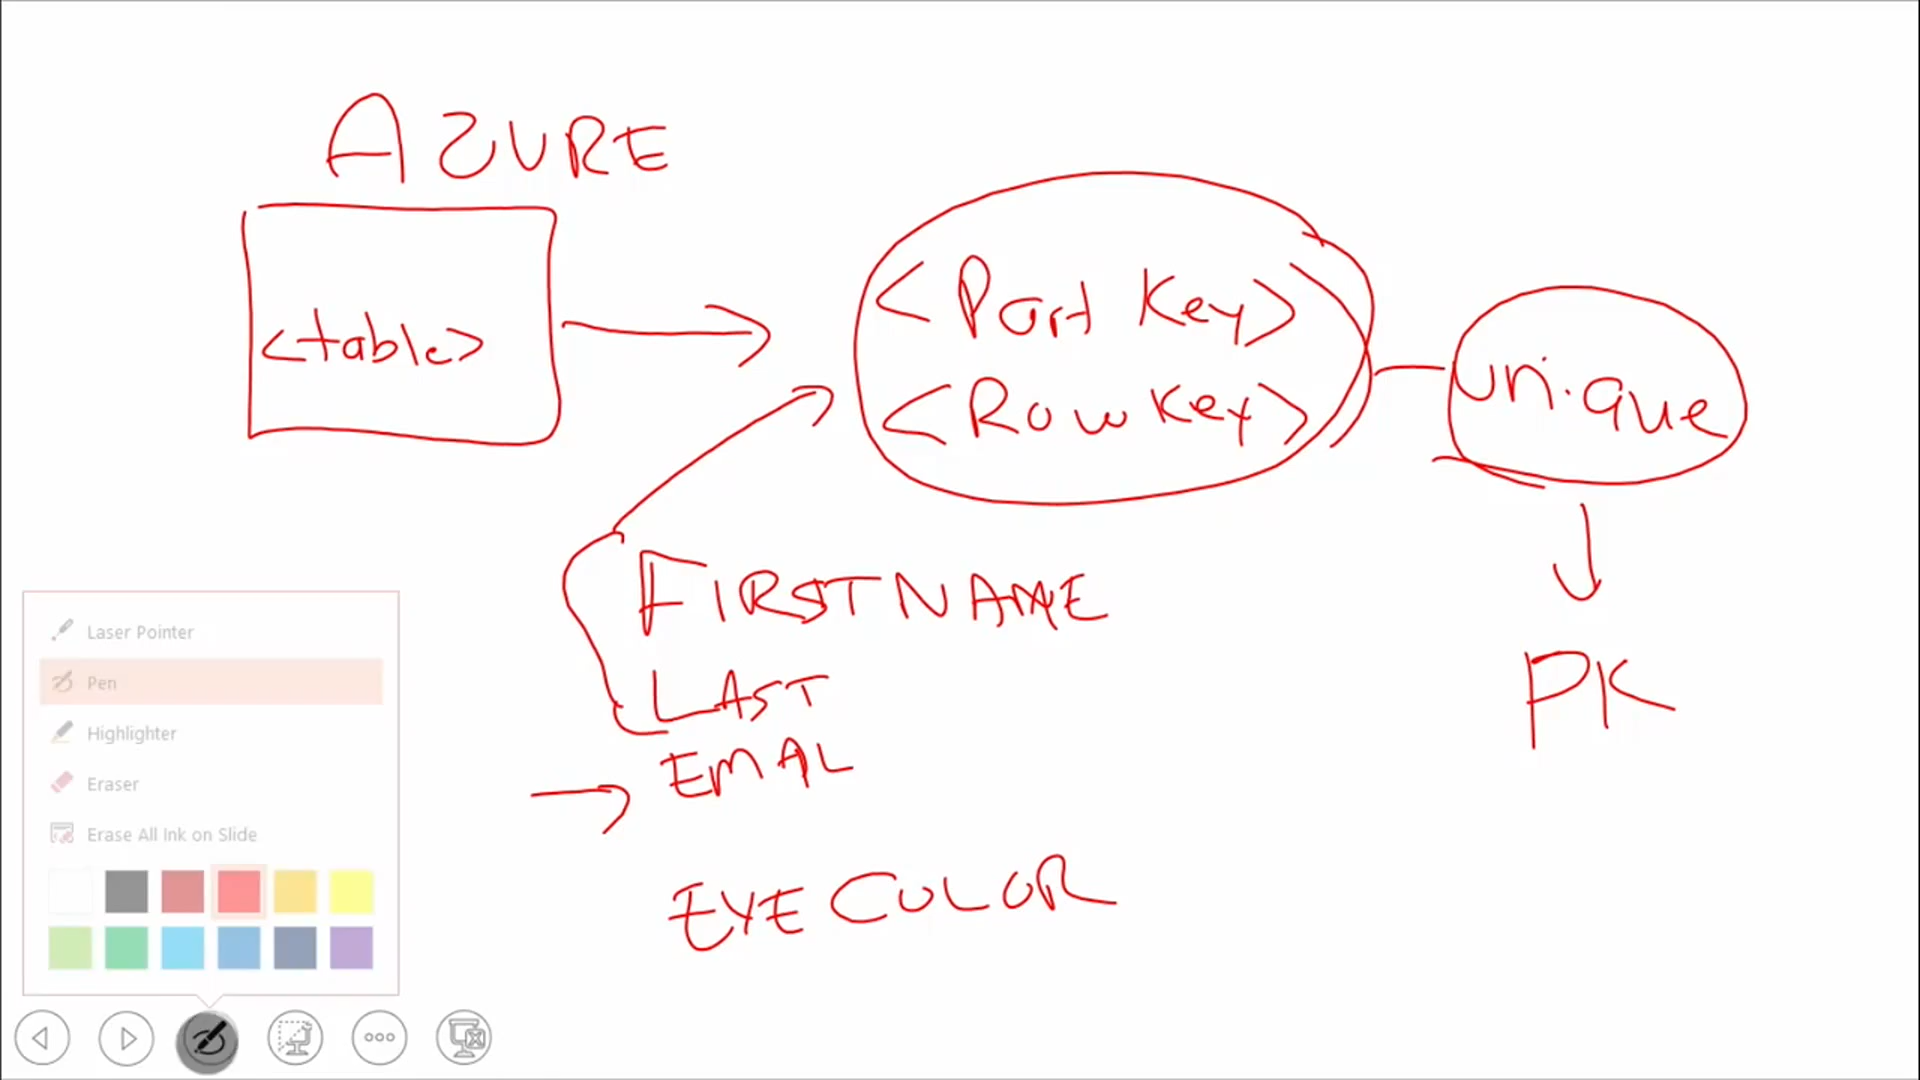 AZURE
<table>
<Part Key>
<Row Key>
unique
FIRSTNAME
LAST
EMAL
EYE COLOR
PK
Laser Pointer
Pen
Highlighter
Eraser
Erase All Ink on Slide